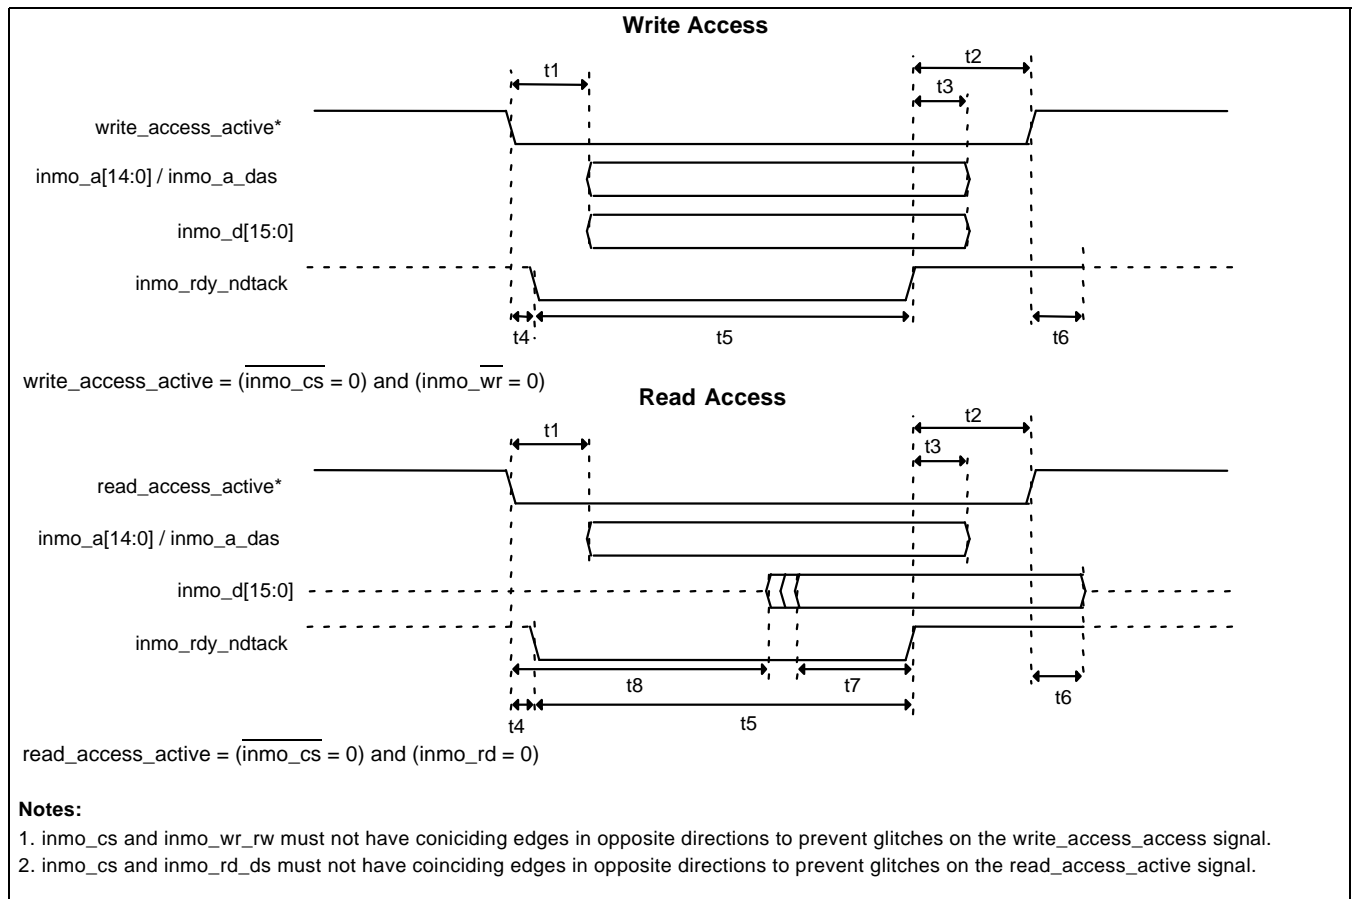 Write Access
t2
t1
t3
write_access_active*
inmo_a[14:0] / inmo_a_das
inmo_d[15:0]
inmo_rdy_ndtack
t4 t5 t6
write_access_active = (inmo_cs = 0) and (inmo_wr = 0)
Read Access
t2
t1
t3
read_access_active*
inmo_a[14:0] / inmo_a_das
inmo_d[15:0]
inmo_rdy_ndtack
t8 t7
t6
t4 t5
read_access_active = (inmo_cs = 0) and (inmo_rd = 0)
Notes:
1. inmo_cs and inmo_wr_rw must not have coniciding edges in opposite directions to prevent glitches on the write_access_access signal.
2. inmo_cs and inmo_rd_ds must not have coinciding edges in opposite directions to prevent glitches on the read_access_active signal.